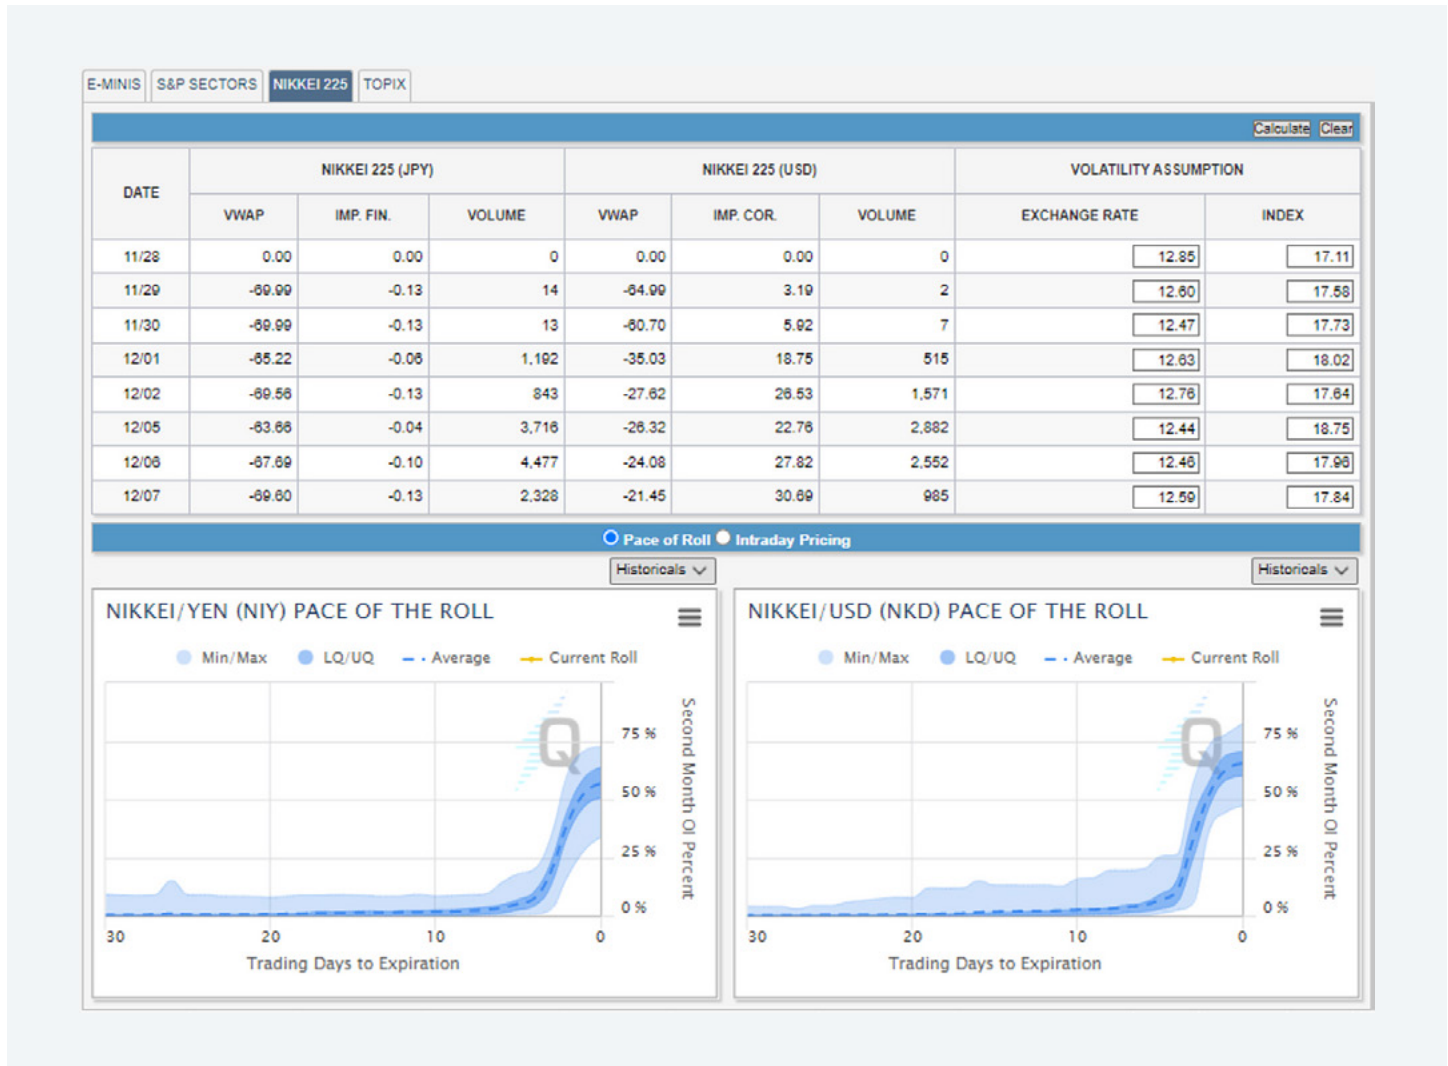 E-MINIS S&P SECTORS NIKKEI 225 TOPIX
Calculate Clear
DATE NIKKEI 225 (JPY) NIKKEI 225 (USD) VOLATILITY ASSUMPTION
VWAP IMP. FIN. VOLUME VWAP IMP. COR. VOLUME EXCHANGE RATE INDEX
11/28 0.00 0.00 0 0.00 0.00 0 12.85 17.11
11/29 -69.99 -0.13 14 -64.99 3.19 2 12.60 17.58
11/30 -69.99 -0.13 13 -60.70 5.92 7 12.47 17.73
12/01 -65.22 -0.06 1,192 -35.03 18.75 515 12.63 18.02
12/02 -69.56 -0.13 843 -27.62 26.53 1,571 12.76 17.64
12/05 -63.66 -0.04 3,716 -26.32 22.76 2,882 12.44 18.75
12/06 -67.69 -0.10 4,477 -24.08 27.82 2,552 12.46 17.96
12/07 -69.60 -0.13 2,328 -21.45 30.69 985 12.59 17.84
Pace of Roll Intraday Pricing
Historicals Historicals
NIKKEI/YEN (NIY) PACE OF THE ROLL
Min/Max LQ/UQ Average Current Roll
75 %
50 %
25 %
0 %
Second Month OI Percent
30 20 10 0
Trading Days to Expiration
NIKKEI/USD (NKD) PACE OF THE ROLL
Min/Max LQ/UQ Average Current Roll
75 %
50 %
25 %
0 %
Second Month OI Percent
30 20 10 0
Trading Days to Expiration
Q
Q